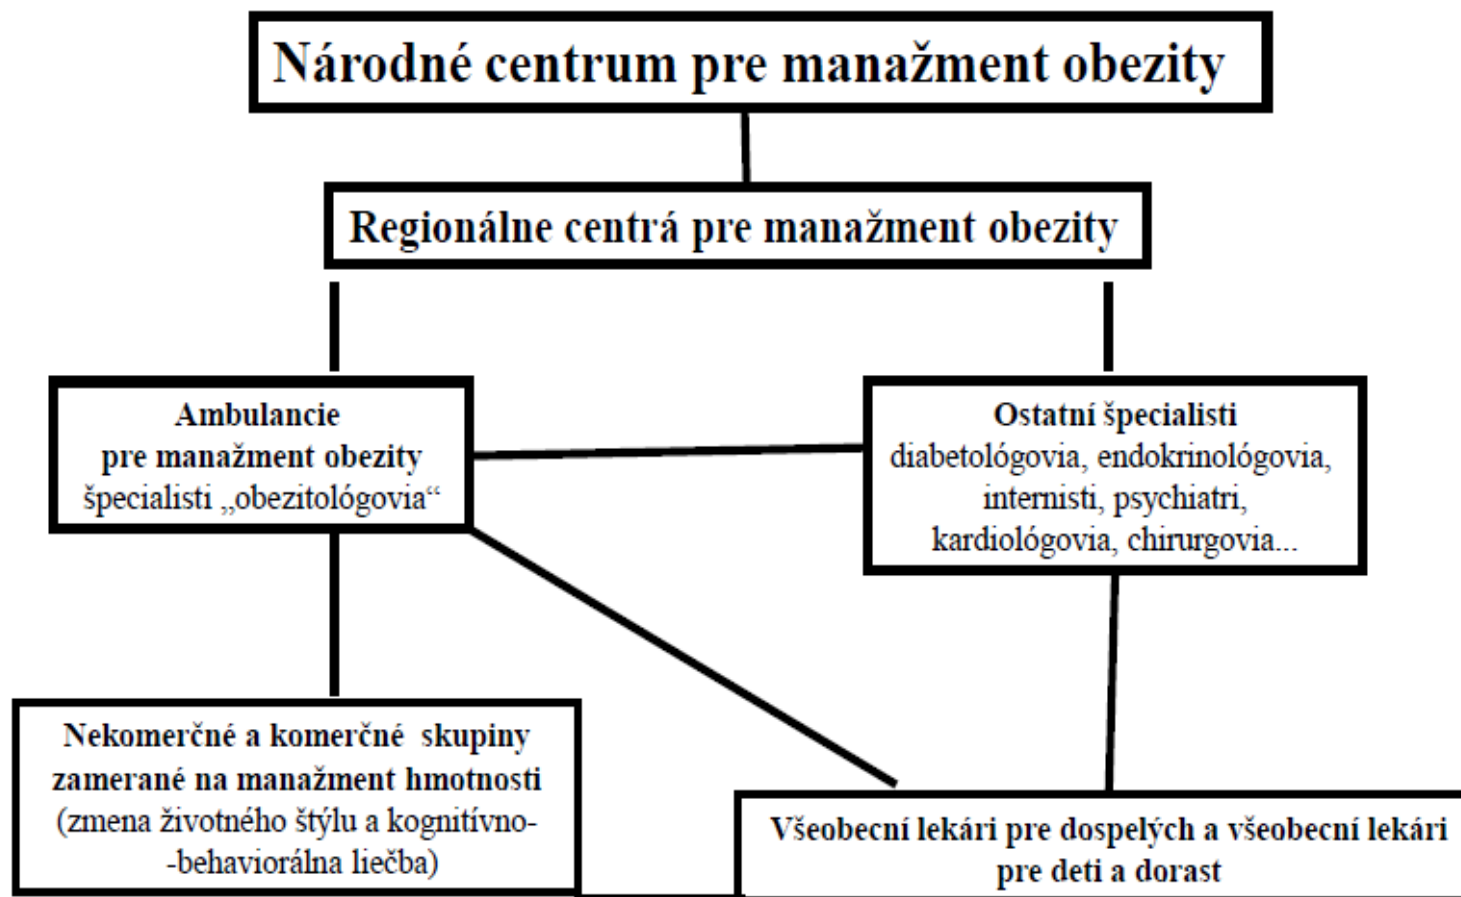 Národné centrum pre manažment obezity
Regionálne centrá pre manažment obezity
Ambulancie
pre manažment obezity
špecialisti „obezitológovia“
Ostatní špecialisti
diabetológovia, endokrinológovia,
internisti, psychiatri,
kardiológovia, chirurgovia...
Nekomerčné a komerčné skupiny
zamerané na manažment hmotnosti
(zmena životného štýlu a kognitívno-
-behaviorálna liečba)
Všeobecní lekári pre dospelých a všeobecní lekári
pre deti a dorast